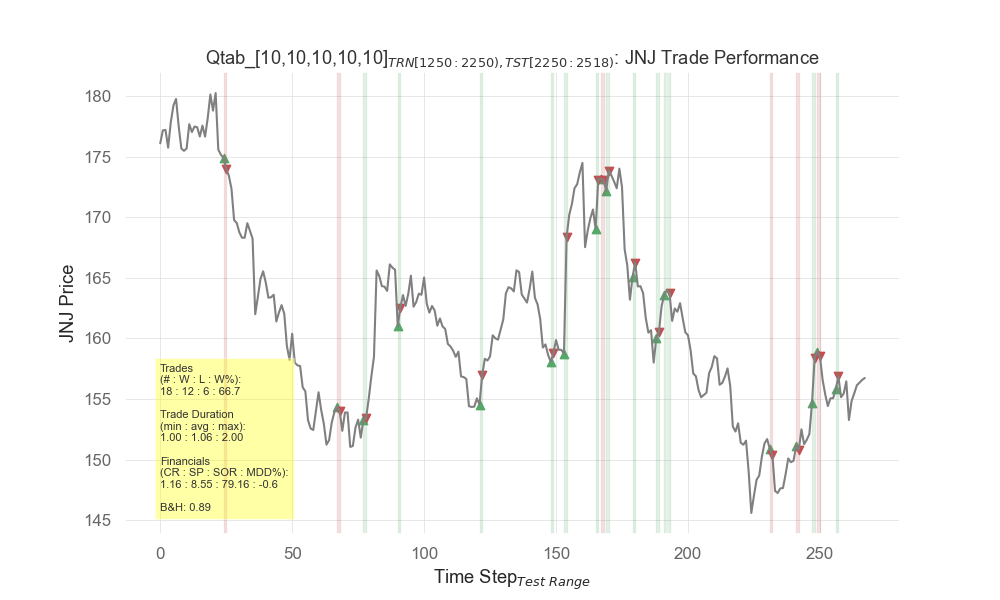 Qtab_[10,10,10,10,10]TRN[1250:2250),TST[2250:2518): JNJ Trade Performance
JNJ Price
180
175
170
165
160
155
150
145
Trades
(# : W : L : W%):
18 : 12 : 6 : 66.7
Trade Duration
(min : avg : max):
1.00 : 1.06 : 2.00
Financials
(CR : SP : SOR : MDD%):
1.16 : 8.55 : 79.16 : -0.6
B&H: 0.89
0 50 100 150 200 250
Time StepTest Range